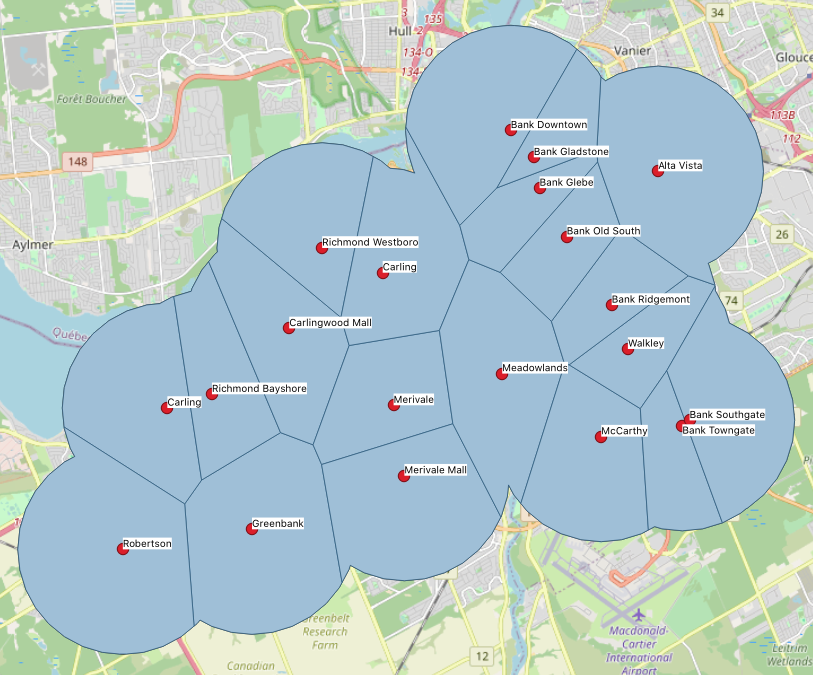 3
135
34
Hull
2
Vanier
134-O
Glouce
134-
Forêt Boucher
113B
112
Bank Downtown
Bank Gladstone
148
Alta Vista
Bank Glebe
Bank Old South
26
Aylmer
Richmond Westboro
Carling
Bank Ridgemont
74
Carlingwood Mall
Québe
Walkley
Meadowlands
Richmond Bayshore
Merivale
Carling
Bank Southgate
McCarthy
Bank Towngate
Merivale Mall
Greenbank
Robertson
Greenbelt
Research
Farm
Macdonald-
Cartier
International
Airport
12
Leitrim
Wetlands
Canadian